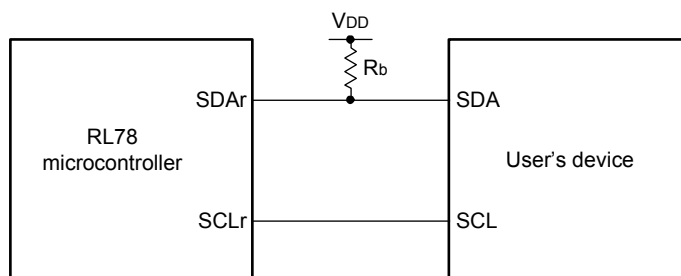 VDD
Rb
SDAr
SDA
RL78
microcontroller
User's device
SCLr
SCL